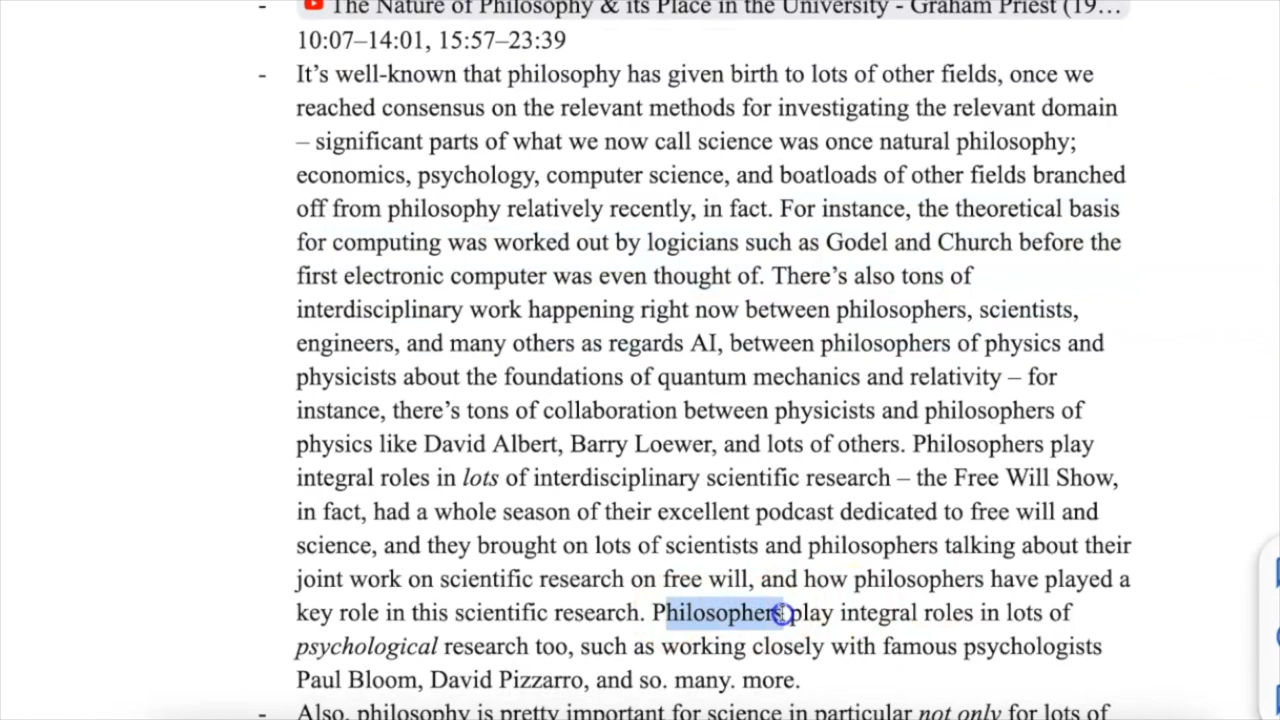 - The Nature of Philosophy & its Place in the University - Graham Priest (19…
10:07–14:01, 15:57–23:39
- It’s well-known that philosophy has given birth to lots of other fields, once we
reached consensus on the relevant methods for investigating the relevant domain
– significant parts of what we now call science was once natural philosophy;
economics, psychology, computer science, and boatloads of other fields branched
off from philosophy relatively recently, in fact. For instance, the theoretical basis
for computing was worked out by logicians such as Godel and Church before the
first electronic computer was even thought of. There’s also tons of
interdisciplinary work happening right now between philosophers, scientists,
engineers, and many others as regards AI, between philosophers of physics and
physicists about the foundations of quantum mechanics and relativity – for
instance, there’s tons of collaboration between physicists and philosophers of
physics like David Albert, Barry Loewer, and lots of others. Philosophers play
integral roles in lots of interdisciplinary scientific research – the Free Will Show,
in fact, had a whole season of their excellent podcast dedicated to free will and
science, and they brought on lots of scientists and philosophers talking about their
joint work on scientific research on free will, and how philosophers have played a
key role in this scientific research. Philosophers play integral roles in lots of
psychological research too, such as working closely with famous psychologists
Paul Bloom, David Pizzarro, and so. many. more.
- Also, philosophy is pretty important for science in particular not only for lots of